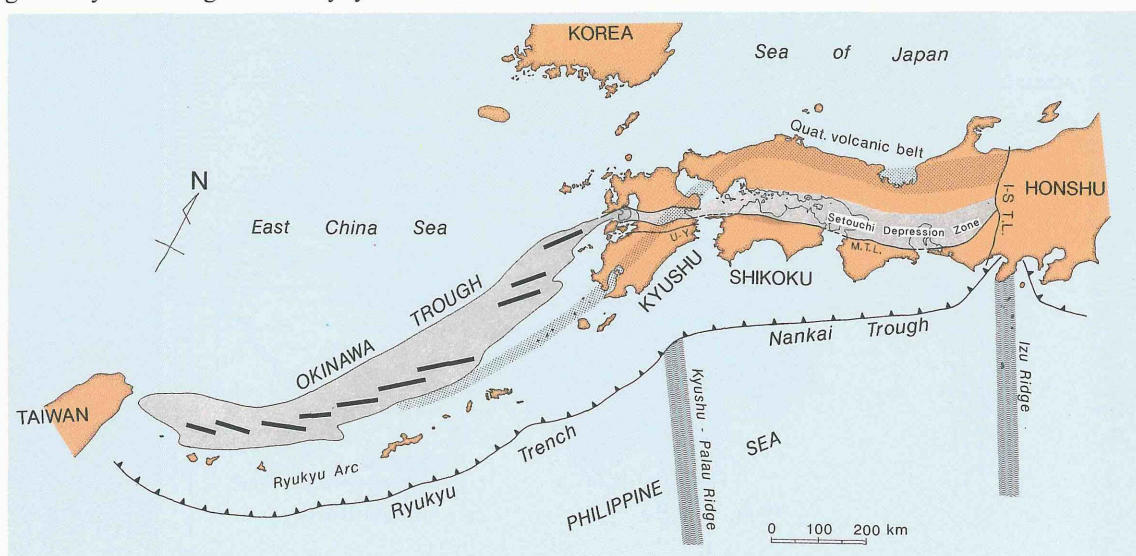 KOREA
Sea of Japan
Quat. volcanic belt
N
HONSHU
I-S T.L.
East China Sea
Setouchi Depression Zone
U-Y.
M.T.L.
KYUSHU
SHIKOKU
OKINAWA TROUGH
Nankai Trough
TAIWAN
Izu Ridge
Kyushu - Palau Ridge
Ryukyu Arc
Ryukyu Trench
PHILIPPINE SEA
0 100 200 km